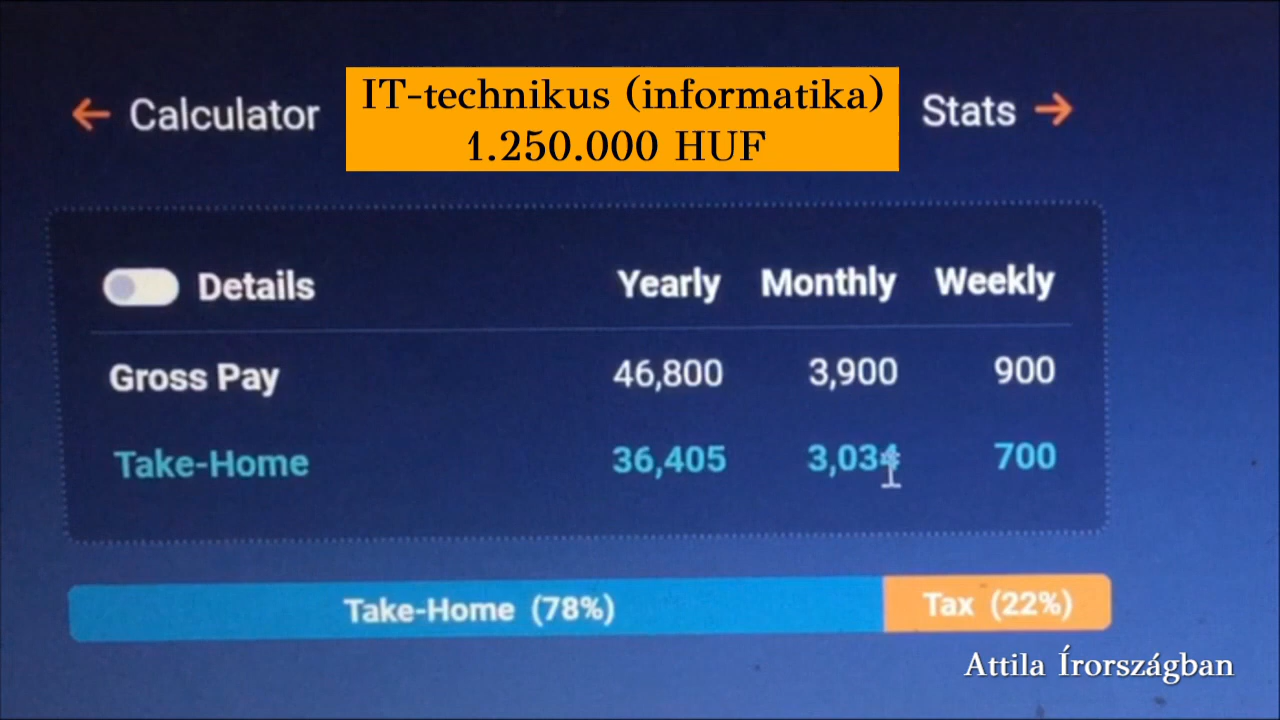 ← Calculator
IT-technikus (informatika)
1.250.000 HUF
Stats →
Details Yearly Monthly Weekly
Gross Pay 46,800 3,900 900
Take-Home 36,405 3,034 700
Take-Home (78%) Tax (22%)
Attila Írországban